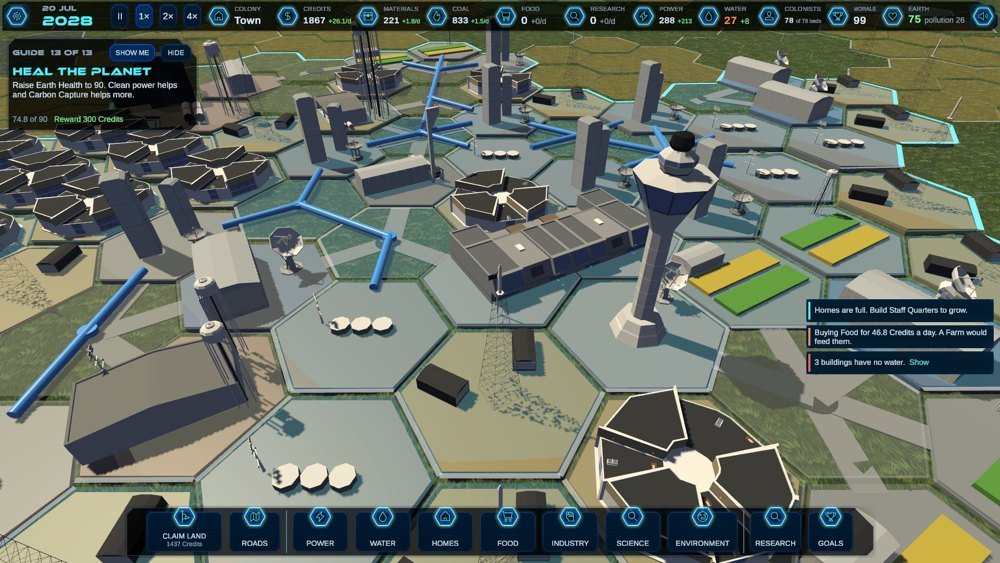 20 JUL
2028
1×
2×
4×
COLONY
Town
CREDITS
1867 +26.1/d
MATERIALS
221 +1.8/d
COAL
833 +1.5/d
FOOD
0 +0/d
RESEARCH
0 +0/d
POWER
288 +213
WATER
27 +8
COLONISTS
78 of 78 beds
MORALE
99
EARTH
75 pollution 26
GUIDE 13 OF 13
SHOW ME
HIDE
HEAL THE PLANET
Raise Earth Health to 90. Clean power helps
and Carbon Capture helps more.
74.8 of 90 Reward 300 Credits
Homes are full. Build Staff Quarters to grow.
Buying Food for 46.8 Credits a day. A Farm would
feed them.
3 buildings have no water. Show
CLAIM LAND
1437 Credits
ROADS
POWER
WATER
HOMES
FOOD
INDUSTRY
SCIENCE
ENVIRONMENT
RESEARCH
GOALS